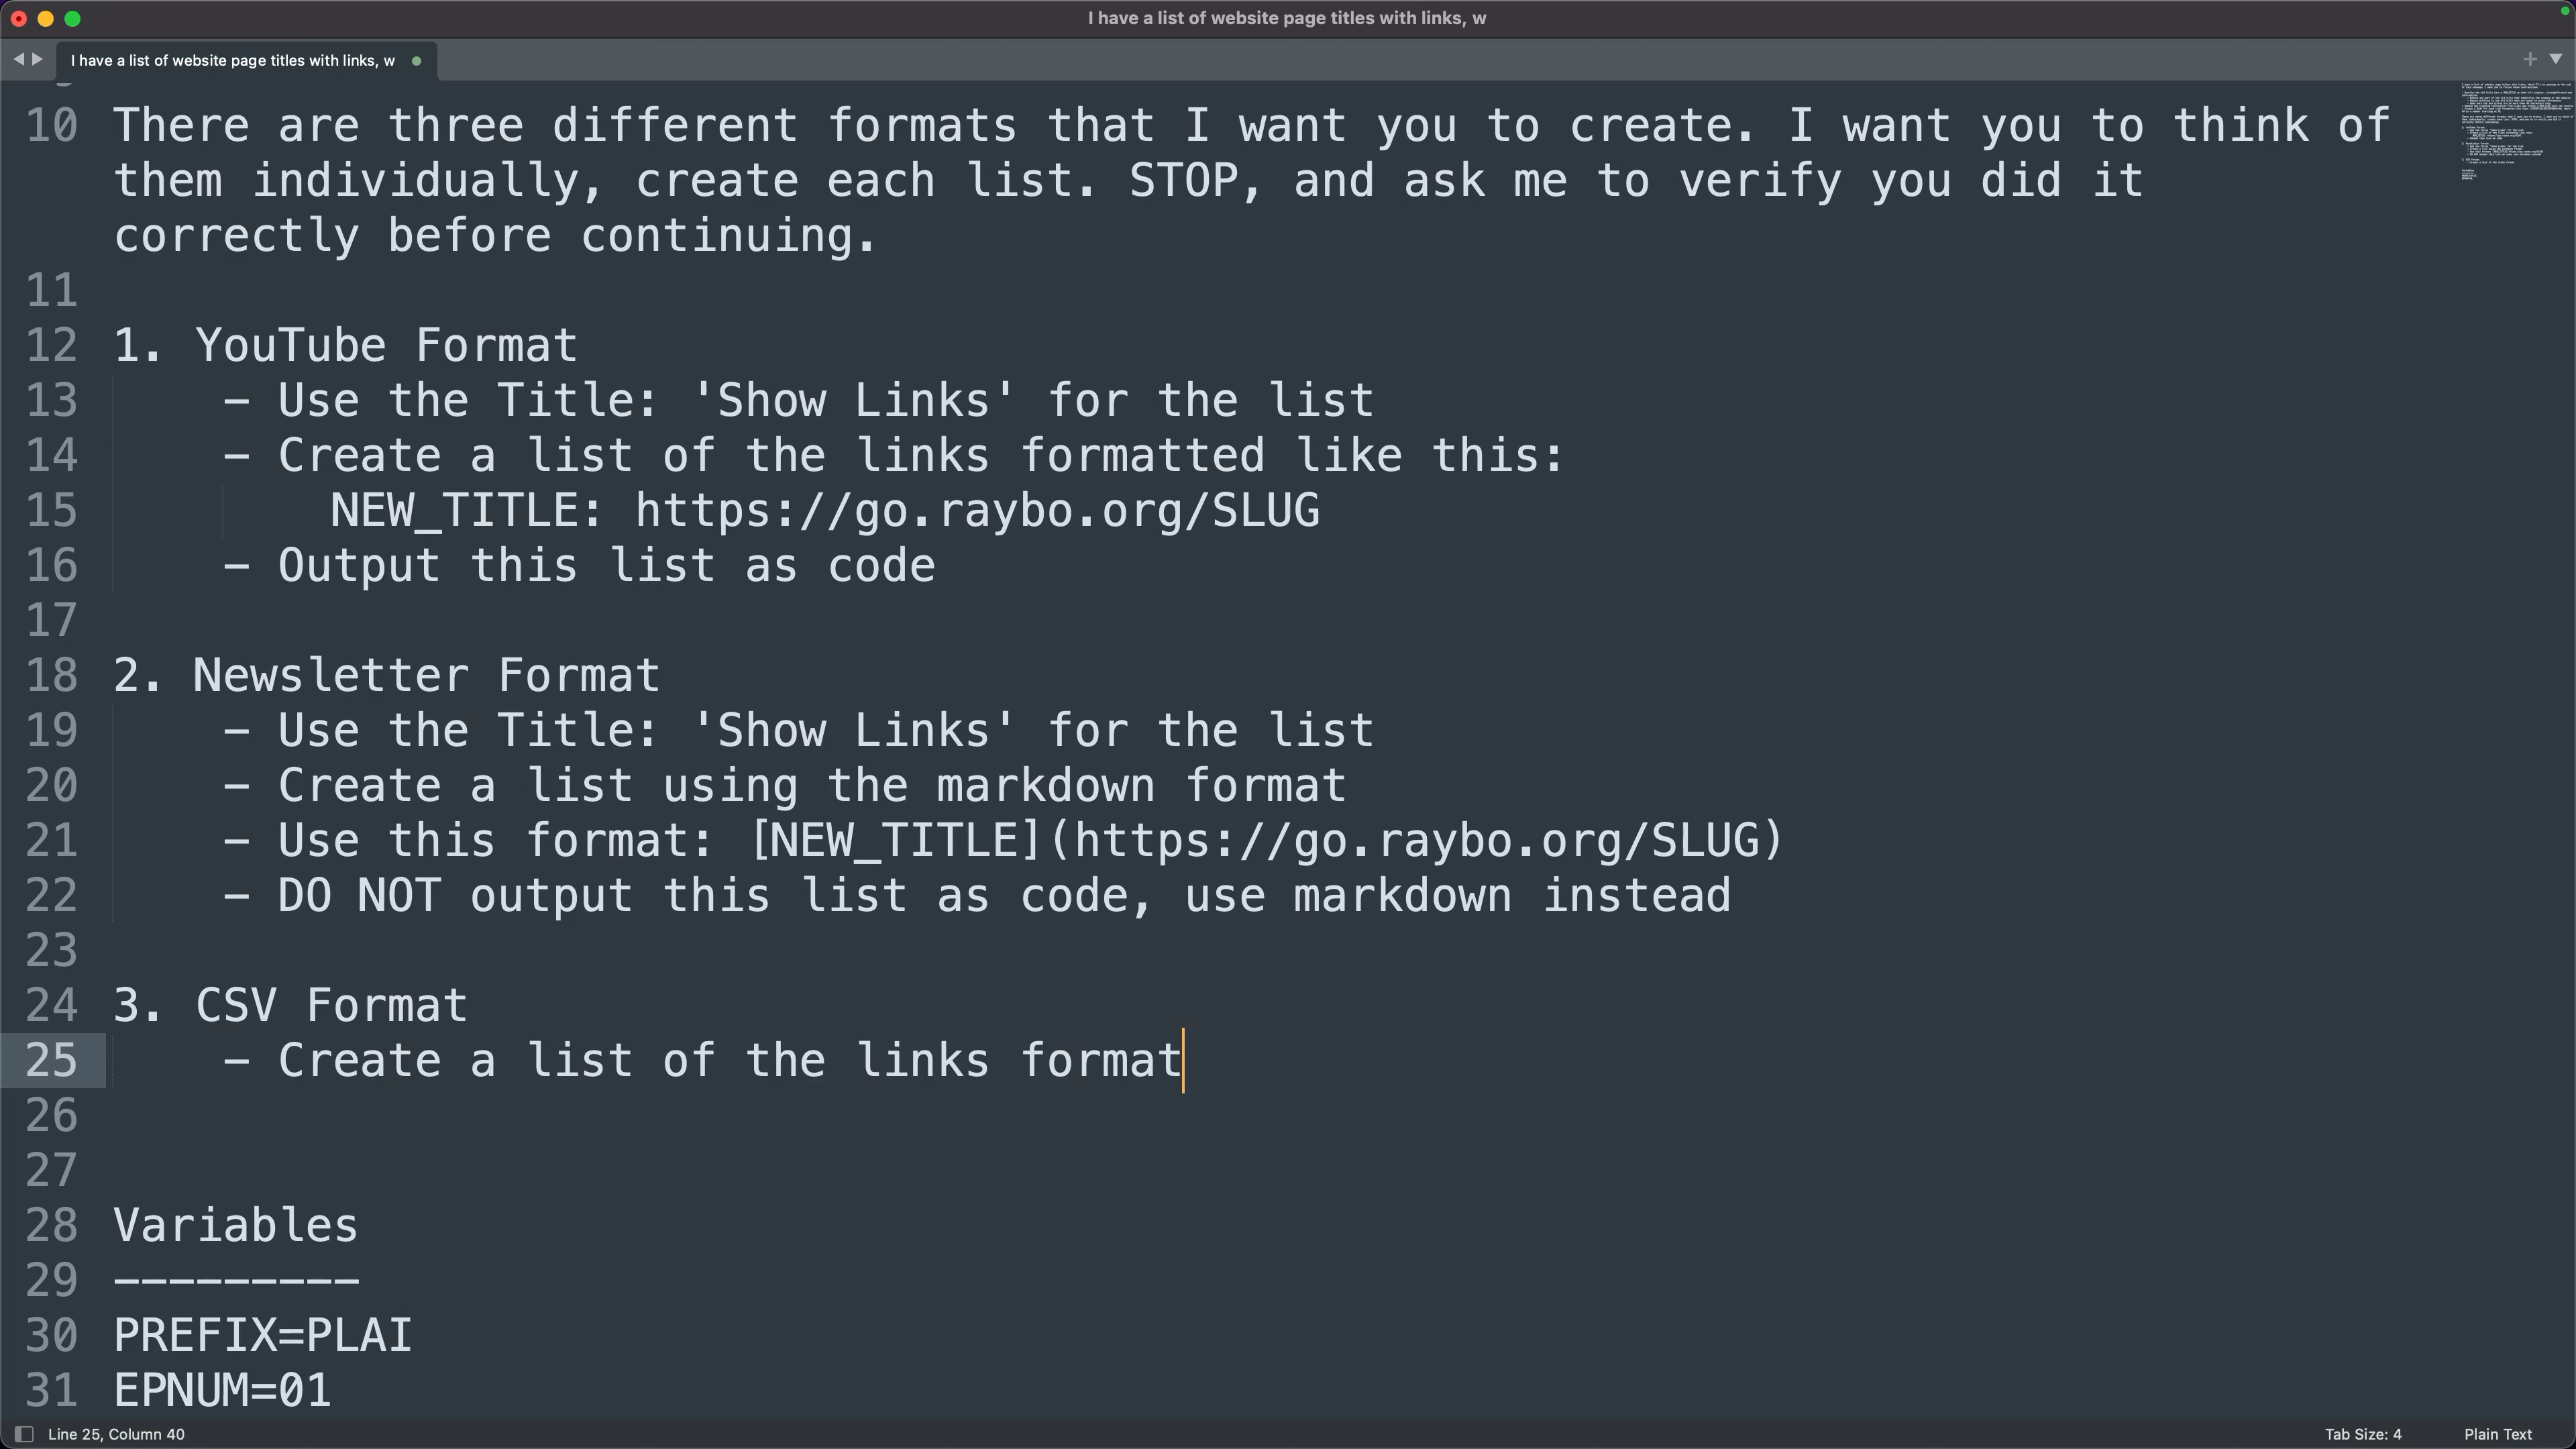 I have a list of website page titles with links, w
I have a list of website page titles with links, w
10 There are three different formats that I want you to create. I want you to think of
them individually, create each list. STOP, and ask me to verify you did it
correctly before continuing.
11
12 1. YouTube Format
13 - Use the Title: 'Show Links' for the list
14 - Create a list of the links formatted like this:
15 NEW_TITLE: https://go.raybo.org/SLUG
16 - Output this list as code
17
18 2. Newsletter Format
19 - Use the Title: 'Show Links' for the list
20 - Create a list using the markdown format
21 - Use this format: [NEW_TITLE](https://go.raybo.org/SLUG)
22 - DO NOT output this list as code, use markdown instead
23
24 3. CSV Format
25 - Create a list of the links format
26
27
28 Variables
29 ---------
30 PREFIX=PLAI
31 EPNUM=01
Line 25, Column 40
Tab Size: 4
Plain Text